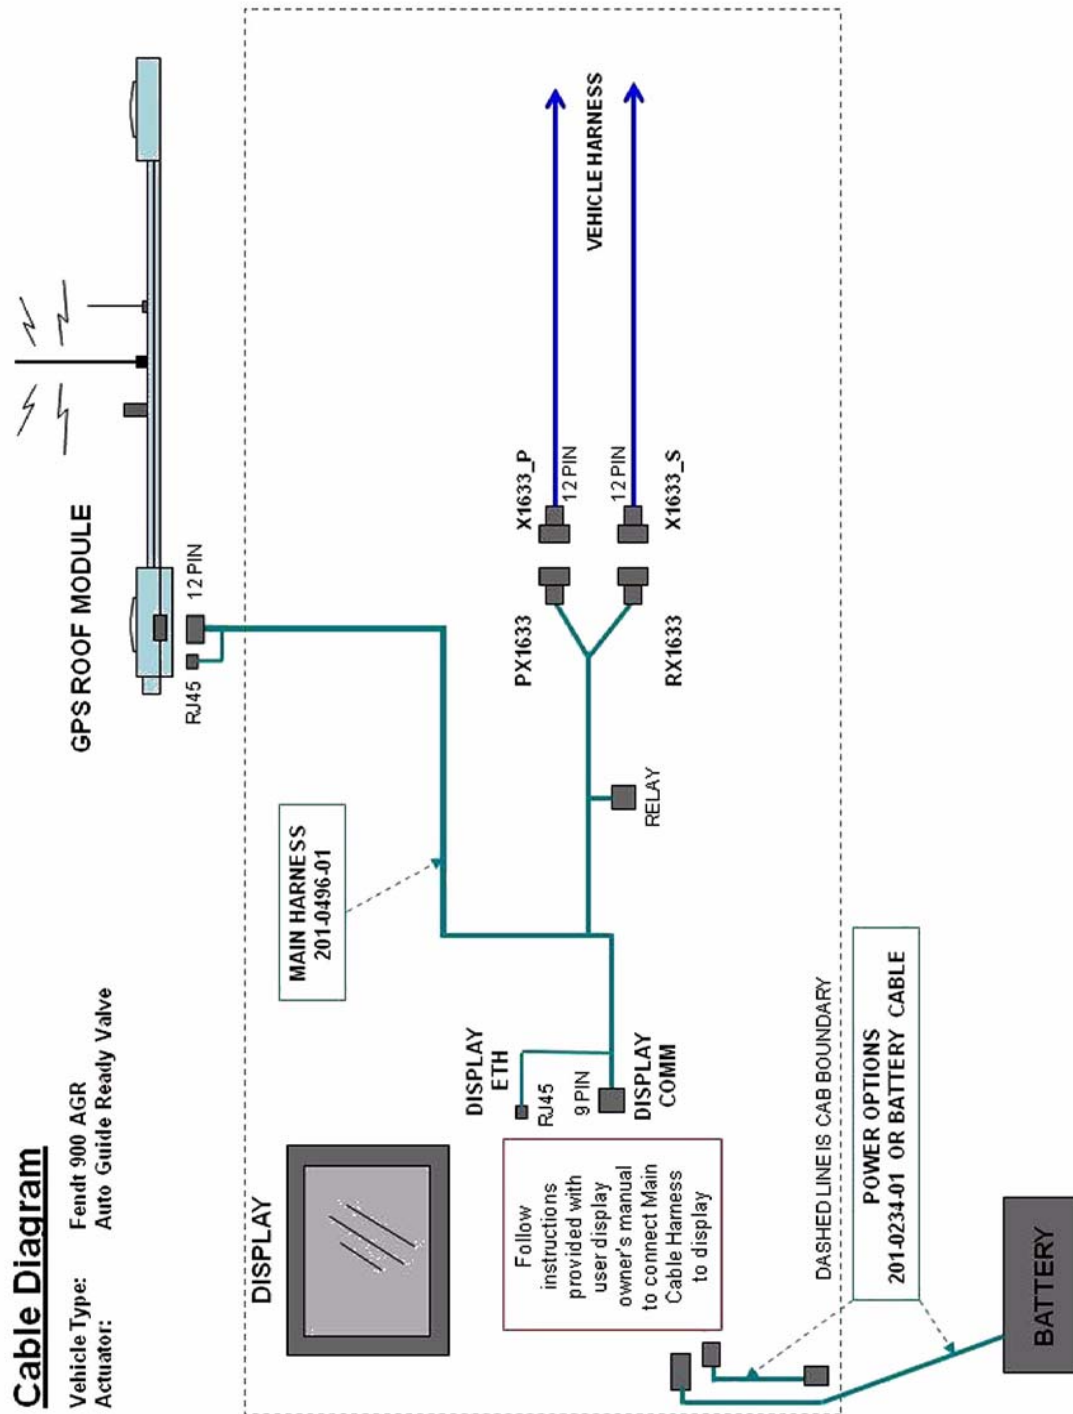 Cable Diagram
Vehicle Type: Fendt 900 AGR
Actuator: Auto Guide Ready Valve
GPS ROOF MODULE
RJ45
12 PIN
MAIN HARNESS
201-0496-01
DISPLAY
DISPLAY
ETH
RJ45
9 PIN
DISPLAY
COMM
RELAY
PX1633
RX1633
X1633_P
12 PIN
12 PIN
X1633_S
VEHICLE HARNESS
Follow
instructions
provided with
user display
owner's manual
to connect Main
Cable Harness
to display
DASHED LINE IS CAB BOUNDARY
POWER OPTIONS
201-0234-01 OR BATTERY CABLE
BATTERY